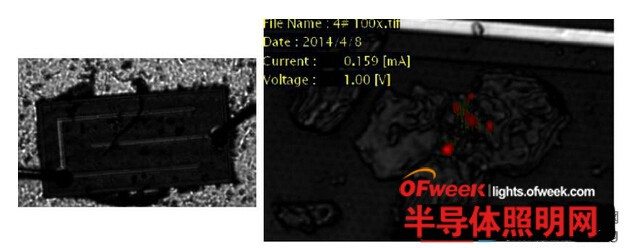 File Name : 4# 100x.tif
Date : 2014/4/8
Current : 0.159 [mA]
Voltage : 1.00 [V]
OFweek lights.ofweek.com
半导体照明网